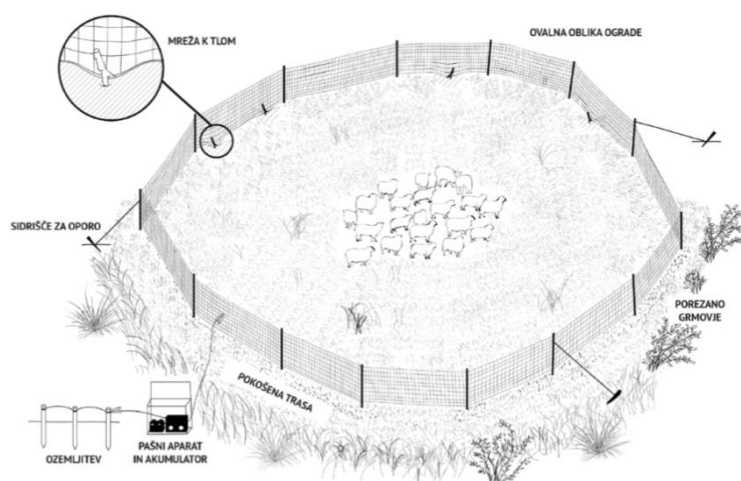 MREŽA K TLOM
OVALNA OBLIKA OGRADE
SIDRIŠČE ZA OPORO
POREZANO
GRMOVJE
POKOŠENA TRASA
OZEMLJITEV
PAŠNI APARAT
IN AKUMULATOR